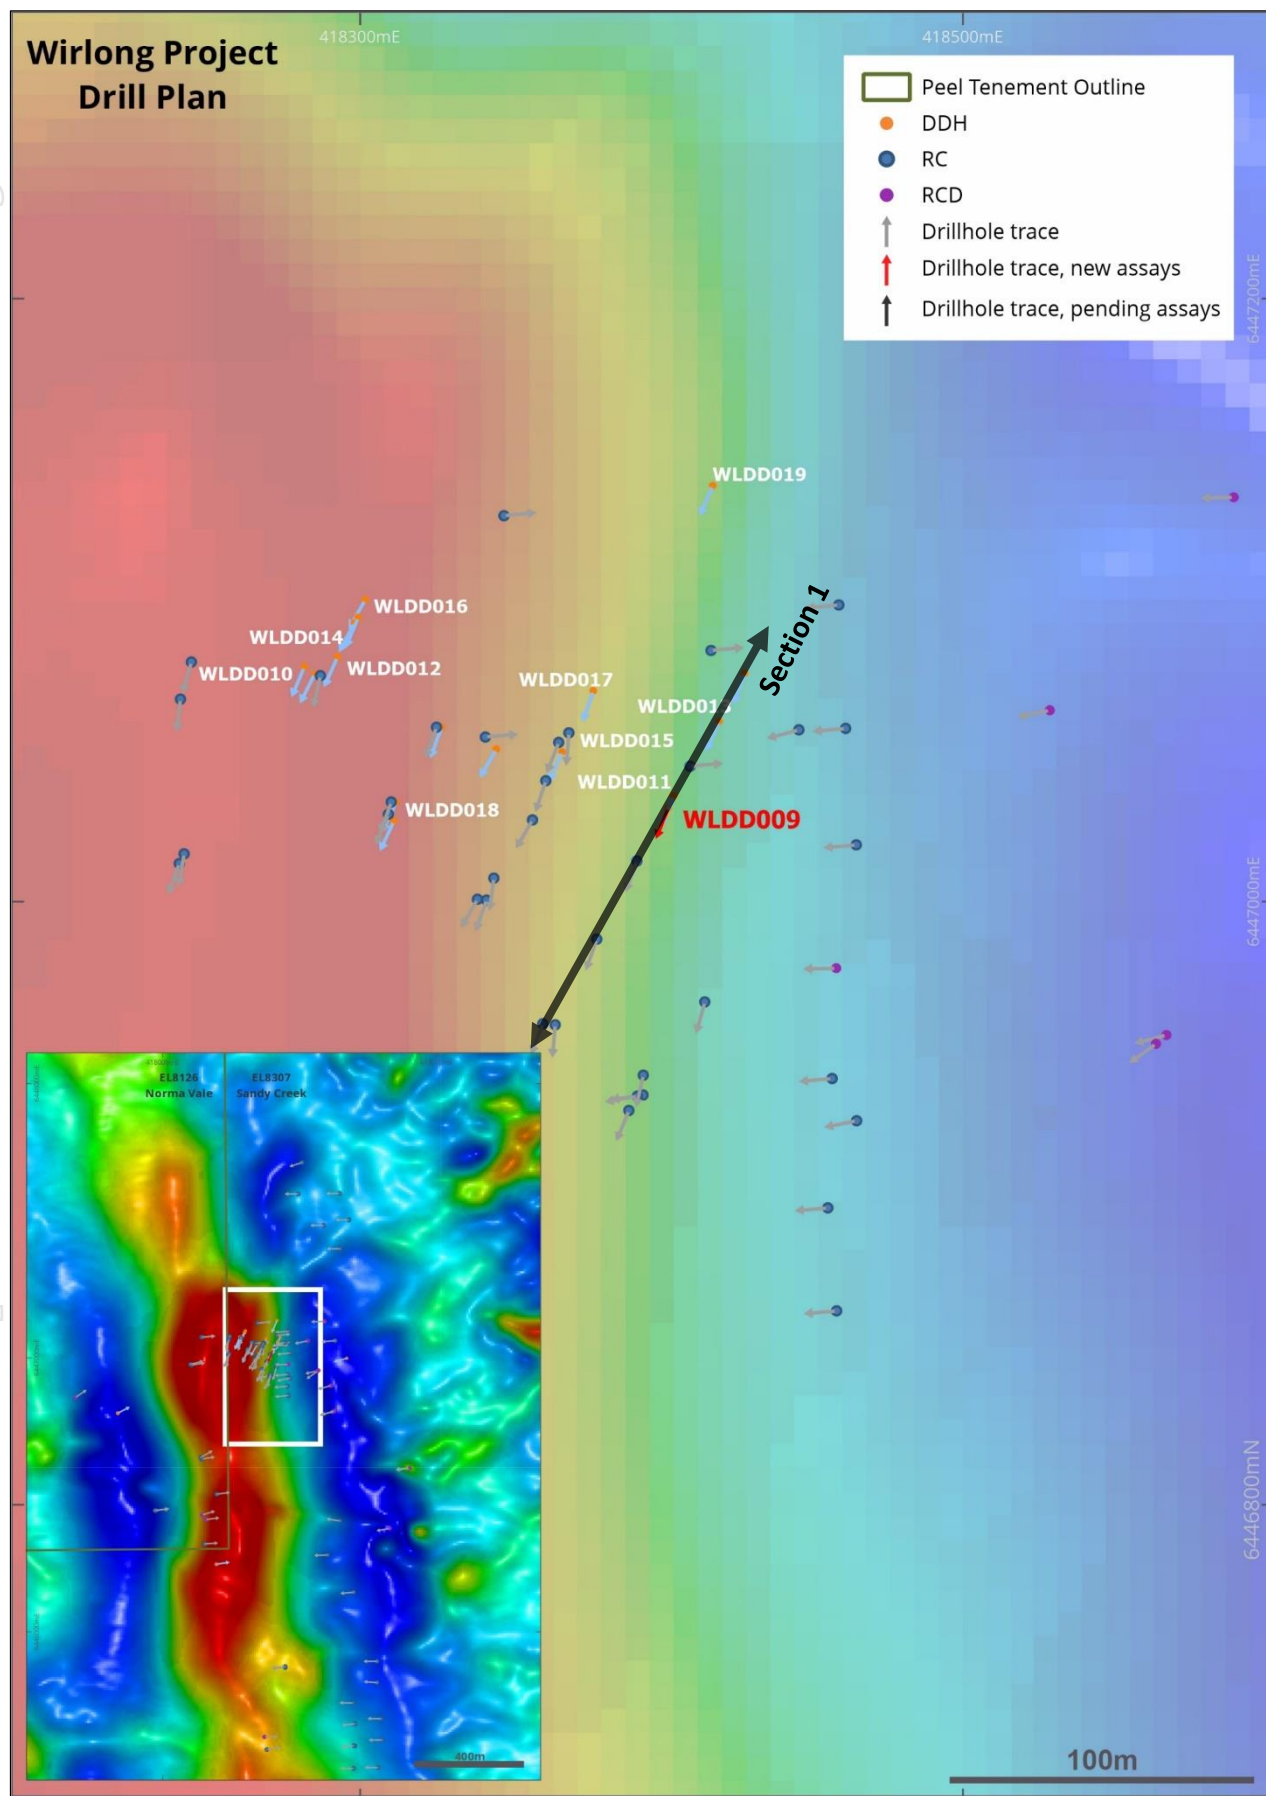 Wirlong Project
Drill Plan
418300mE
418500mE
Peel Tenement Outline
DDH
RC
RCD
Drillhole trace
Drillhole trace, new assays
Drillhole trace, pending assays
6447200mE
WLDD019
Section 1
WLDD016
WLDD014
WLDD010
WLDD012
WLDD017
WLDD013
WLDD015
WLDD011
WLDD009
WLDD018
6447000mE
6446800mN
EL8126
Norma Vale
EL8307
Sandy Creek
400m
100m